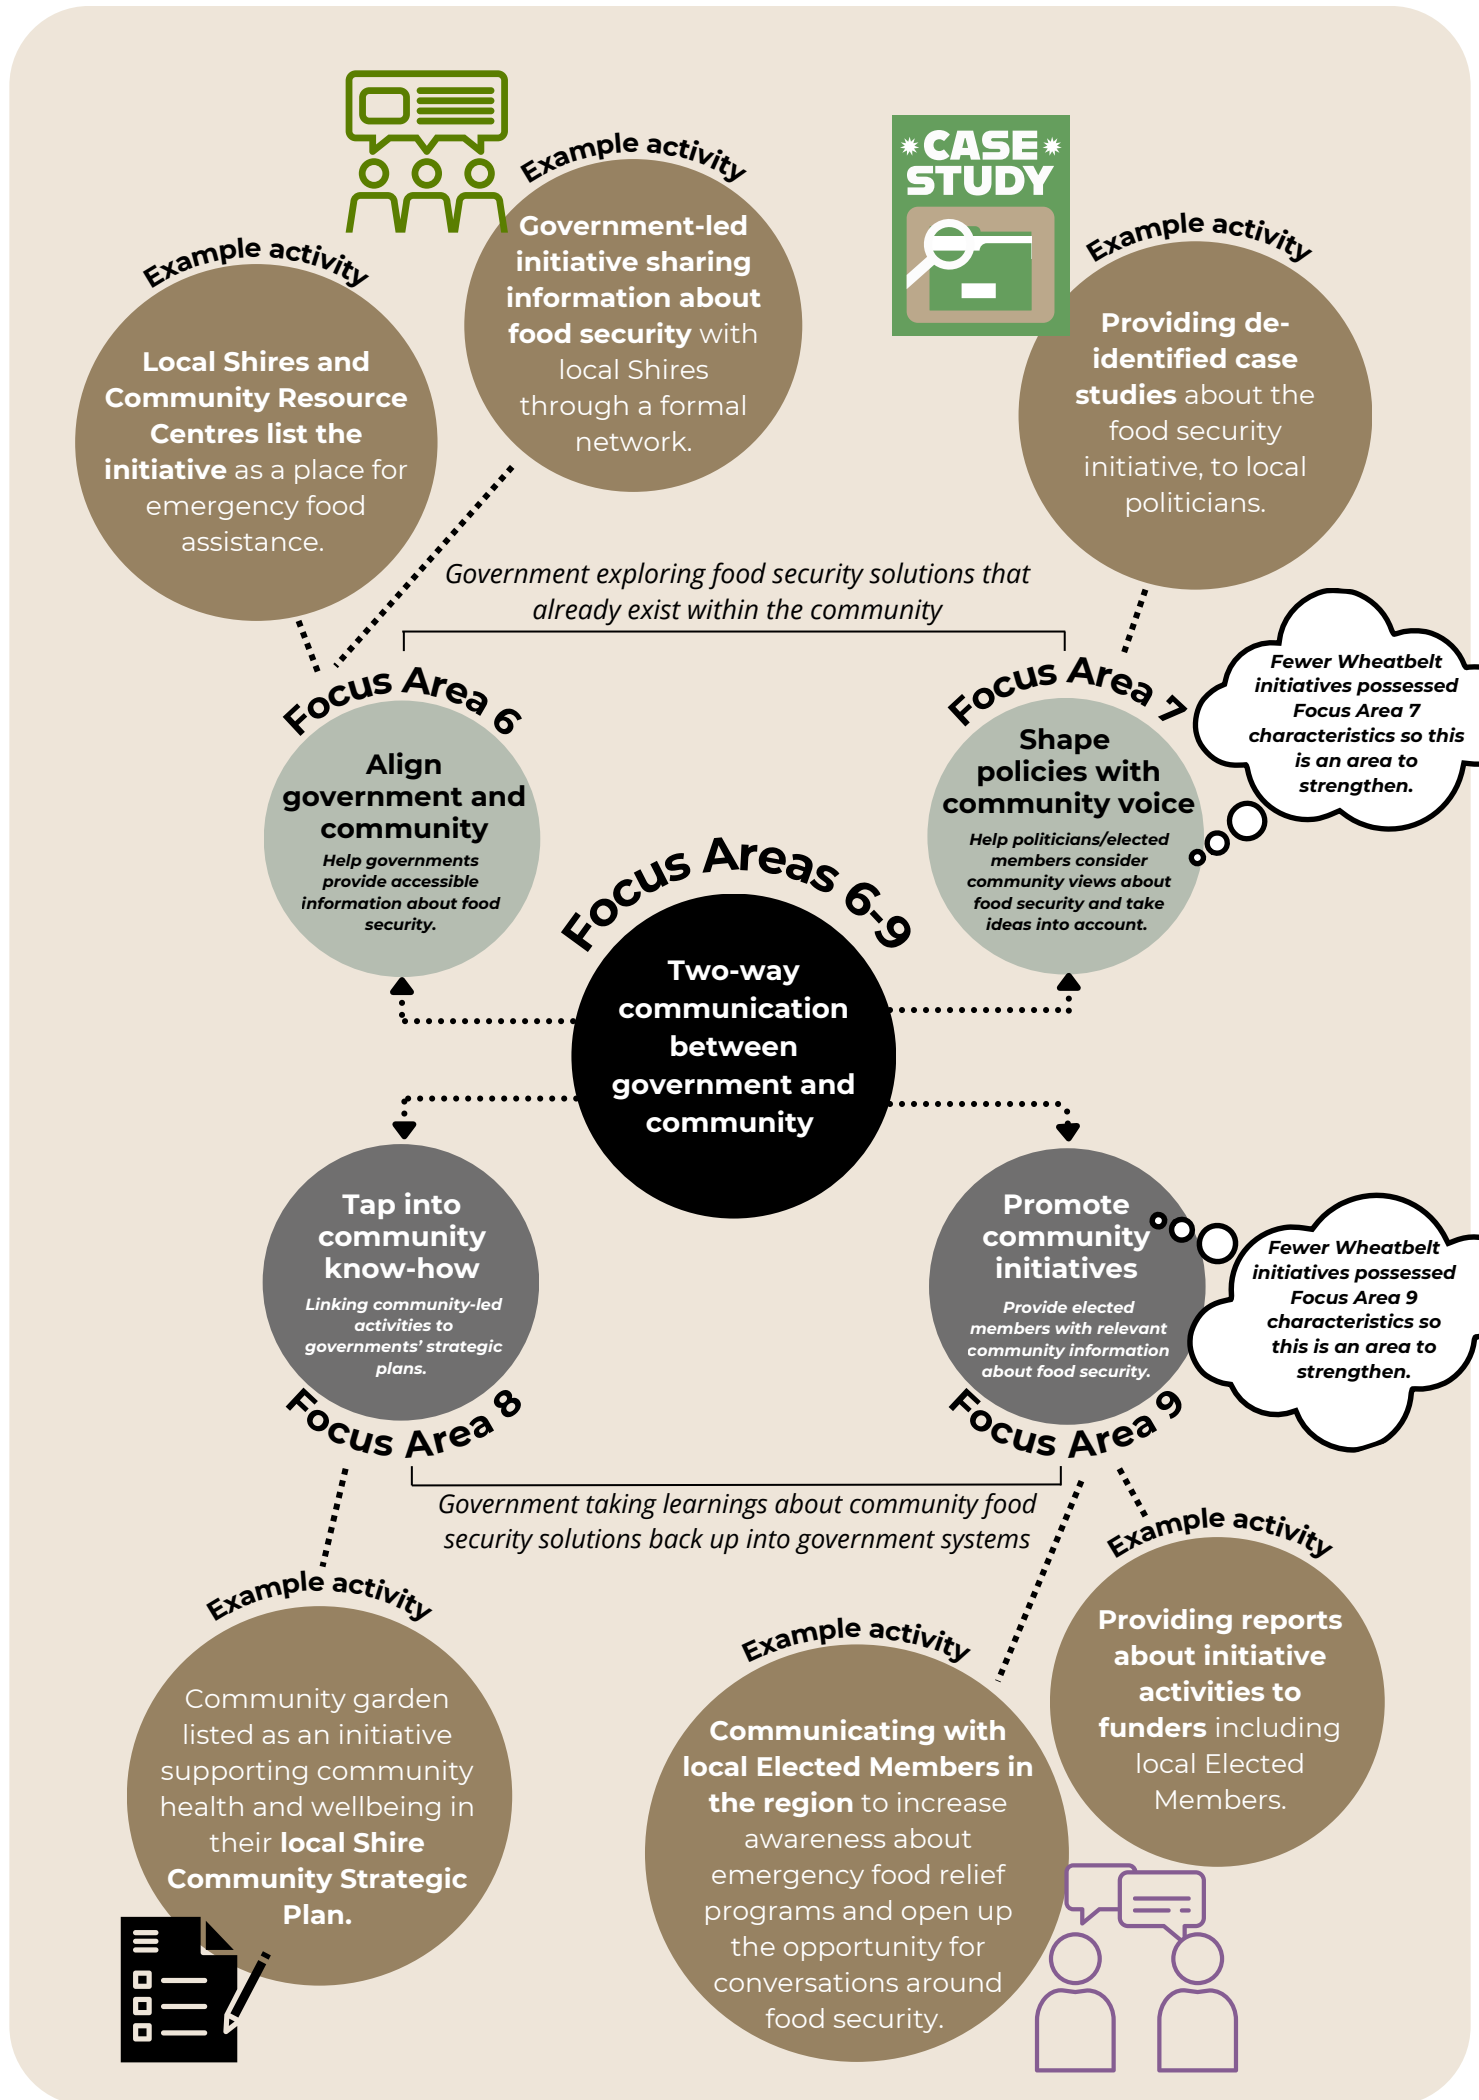 Example activity
Government-led
initiative sharing
information about
food security with
local Shires
through a formal
network.
CASE
STUDY
Example activity
Providing de-
identified case
studies about the
food security
initiative, to local
politicians.
Example activity
Local Shires and
Community Resource
Centres list the
initiative as a place for
emergency food
assistance.
Government exploring food security solutions that
already exist within the community
Focus Area 6
Align
government and
community
Help governments
provide accessible
information about food
security.
Focus Area 7
Shape
policies with
community voice
Help politicians/elected
members consider
community views about
food security and take
ideas into account.
Fewer Wheatbelt
initiatives possessed
Focus Area 7
characteristics so this
is an area to
strengthen.
Focus Areas 6-9
Two-way
communication
between
government and
community
Tap into
community
know-how
Linking community-led
activities to
governments' strategic
plans.
Focus Area 8
Promote
community
initiatives
Provide elected
members with relevant
community information
about food security.
Focus Area 9
Fewer Wheatbelt
initiatives possessed
Focus Area 9
characteristics so
this is an area to
strengthen.
Government taking learnings about community food
security solutions back up into government systems
Example activity
Community garden
listed as an initiative
supporting community
health and wellbeing in
their local Shire
Community Strategic
Plan.
Example activity
Communicating with
local Elected Members in
the region to increase
awareness about
emergency food relief
programs and open up
the opportunity for
conversations around
food security.
Example activity
Providing reports
about initiative
activities to
funders including
local Elected
Members.